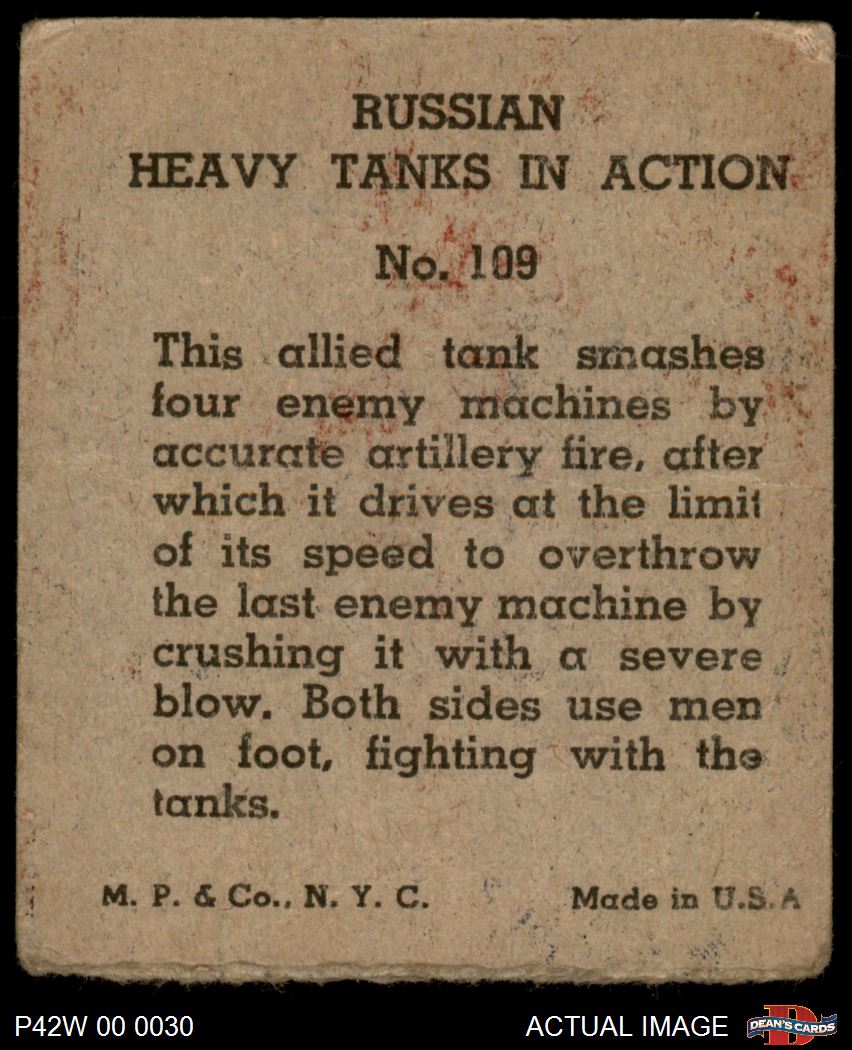 RUSSIAN
HEAVY TANKS IN ACTION
No. 109
This allied tank smashes
four enemy machines by
accurate artillery fire, after
which it drives at the limit
of its speed to overthrow
the last enemy machine by
crushing it with a severe
blow. Both sides use men
on foot, fighting with the
tanks.
M. P. & Co., N. Y. C. Made in U.S.A
P42W 00 0030 ACTUAL IMAGE DEAN'S CARDS